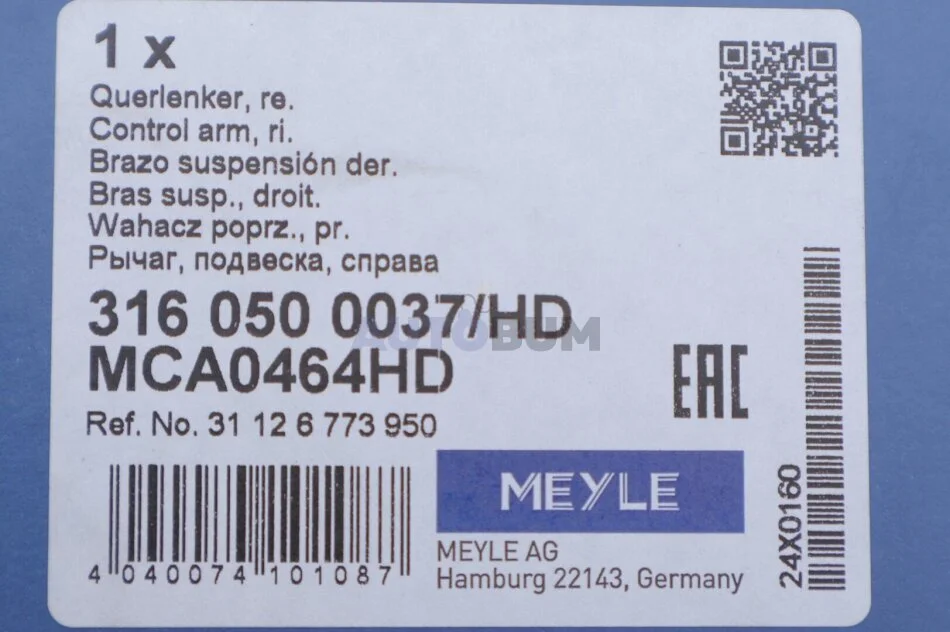 1 x
Querlenker, re.
Control arm, ri.
Brazo suspensión der.
Bras susp., droit.
Wahacz poprz., pr.
Рычаг, подвеска, справа
316 050 0037/HD
AUTOBUM
MCA0464HD
EAC
Ref. No. 31 12 6 773 950
MEYLE
MEYLE AG
Hamburg 22143, Germany
4 040074 101087
24X0160